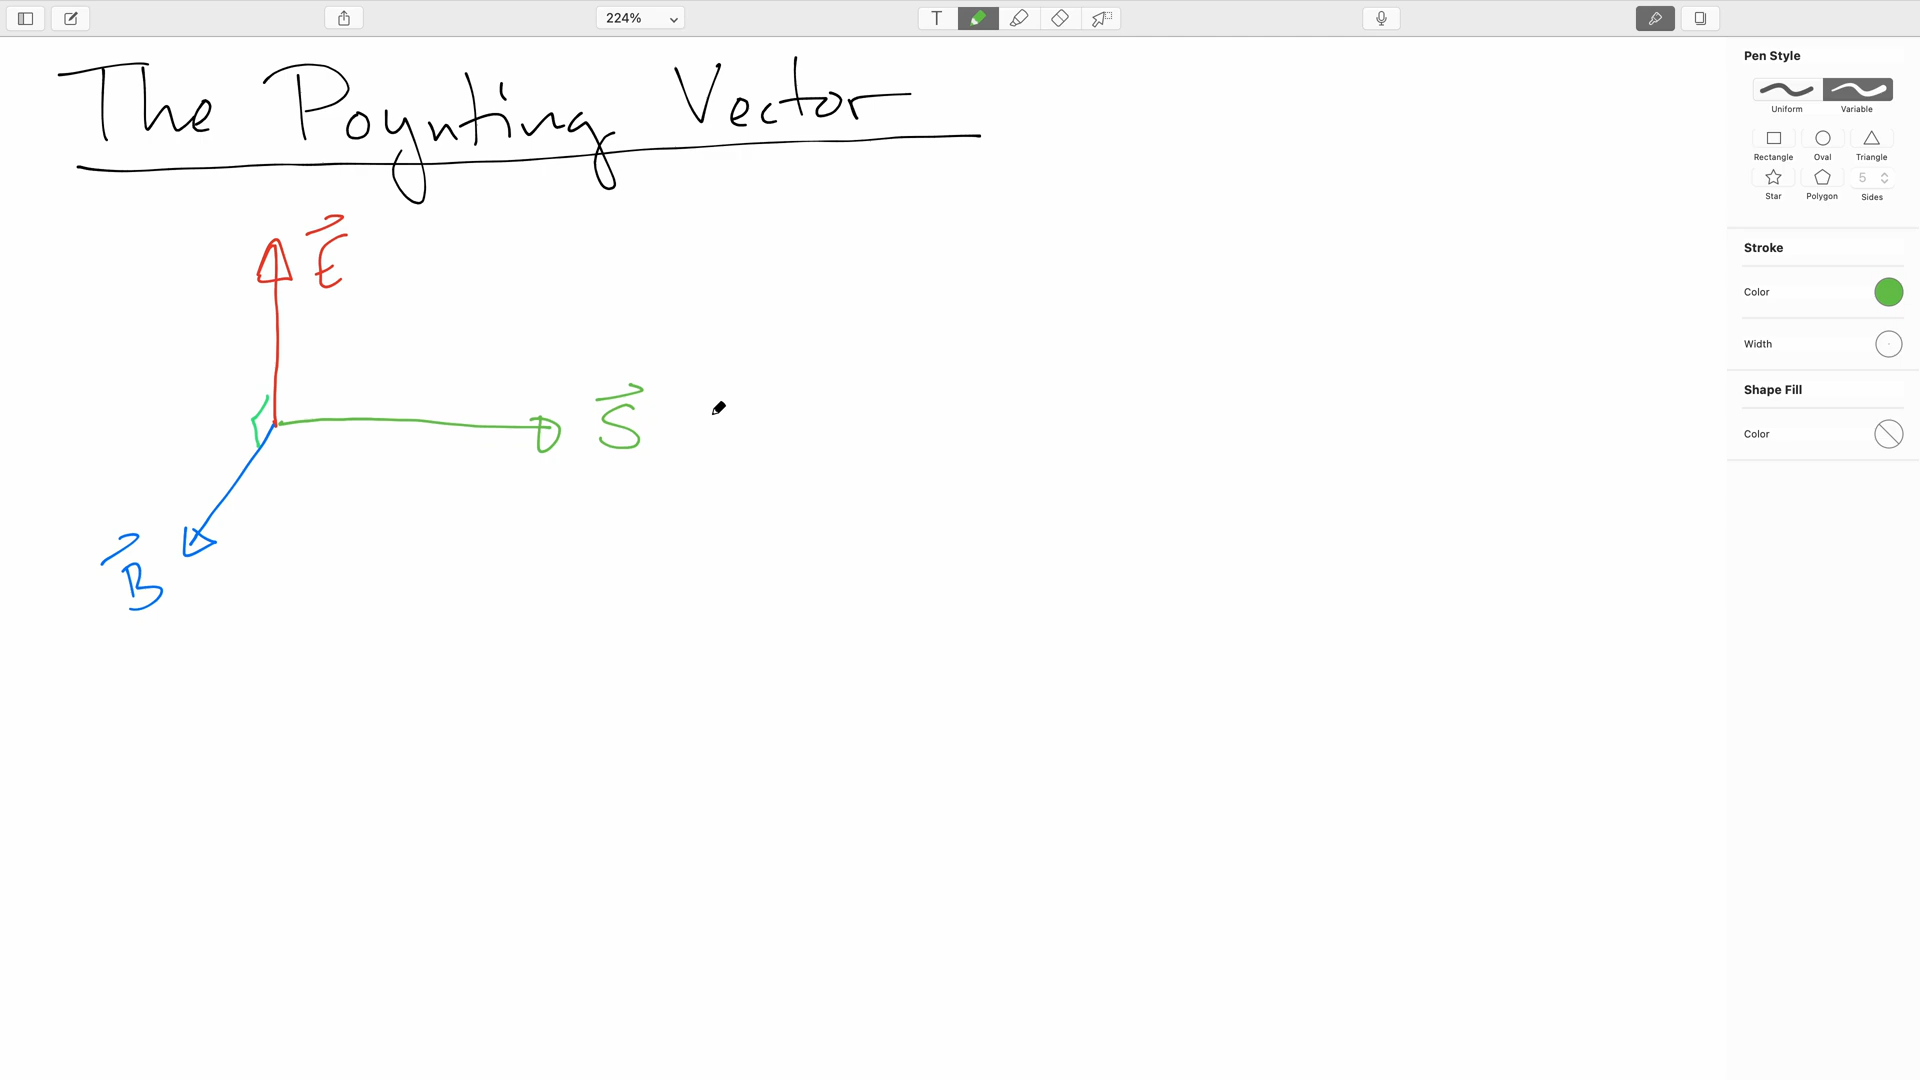 224%
T
The Poynting Vector
E
S
B
Pen Style
Uniform Variable
Rectangle Oval Triangle
5
Star Polygon Sides
Stroke
Color
Width
Shape Fill
Color